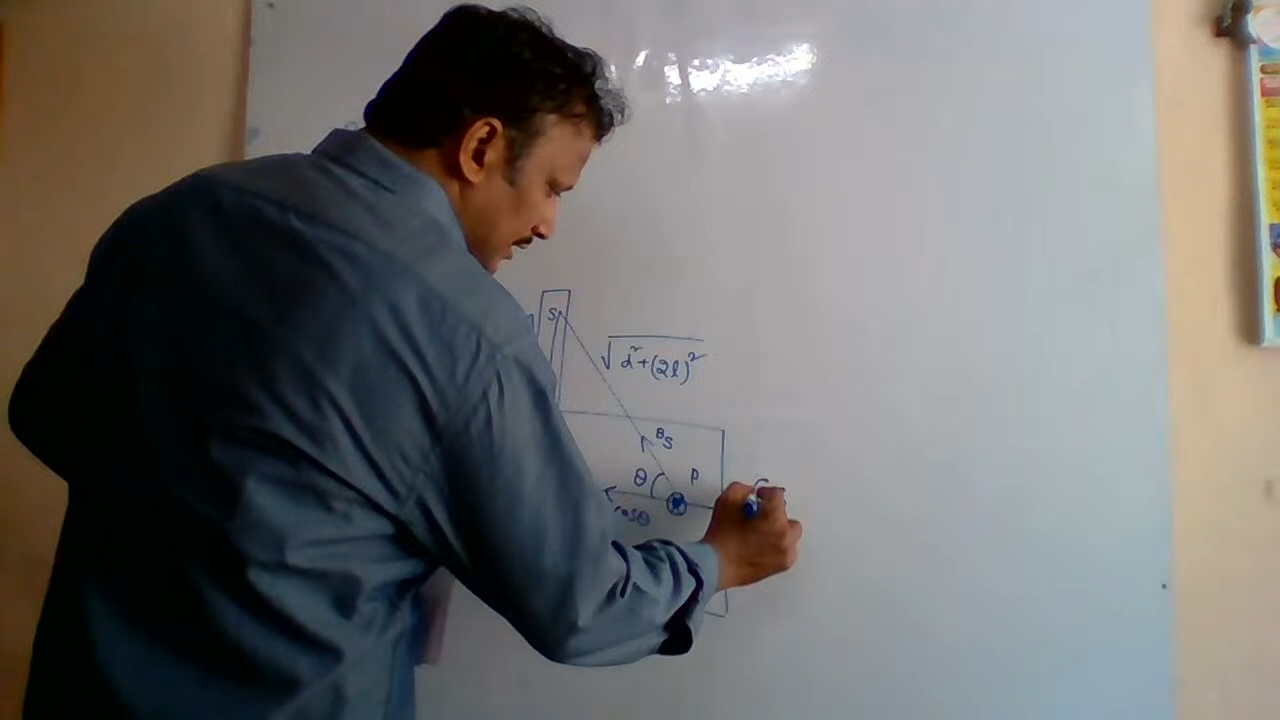 S
√d²+(2l)²
Bs
θ
P
cosθ